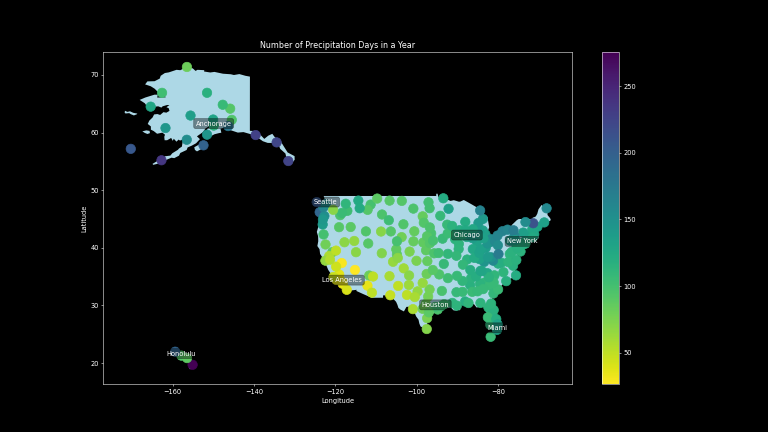 Number of Precipitation Days in a Year
70
60
50
40
30
20
Latitude
−160
−140
−120
−100
−80
Longitude
Anchorage
Seattle
Chicago
New York
Los Angeles
Houston
Miami
Honolulu
250
200
150
100
50